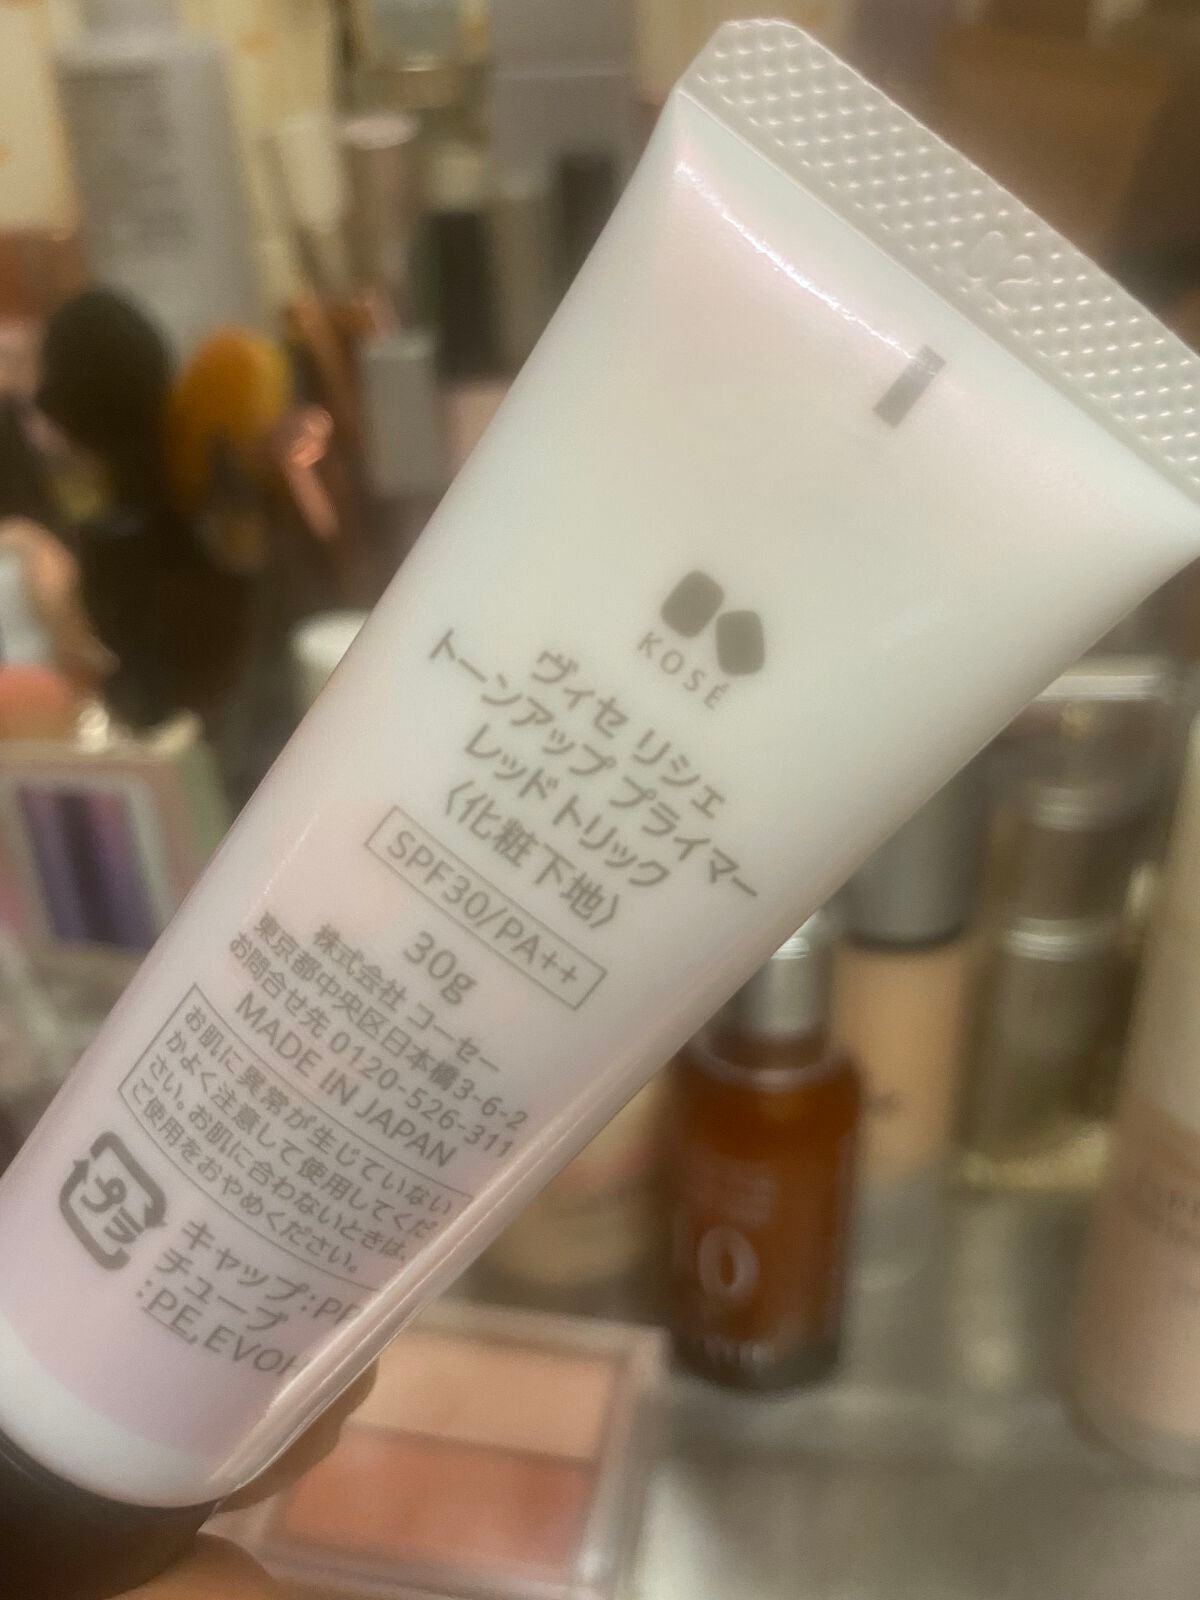 KOSÉ
ヴィセ リシェ
トーンアップ プライマー
レッド トリック
〈化粧下地〉
SPF30/PA++
30g
株式会社 コーセー
東京都中央区日本橋3-6-2
お問合せ先 0120-526-311
MADE IN JAPAN
お肌に異常が生じていない
かよく注意して使用してくだ
さい。お肌に合わないときは、
ご使用をおやめください。
プラ
キャップ:PP
チューブ
:PE,EVOH